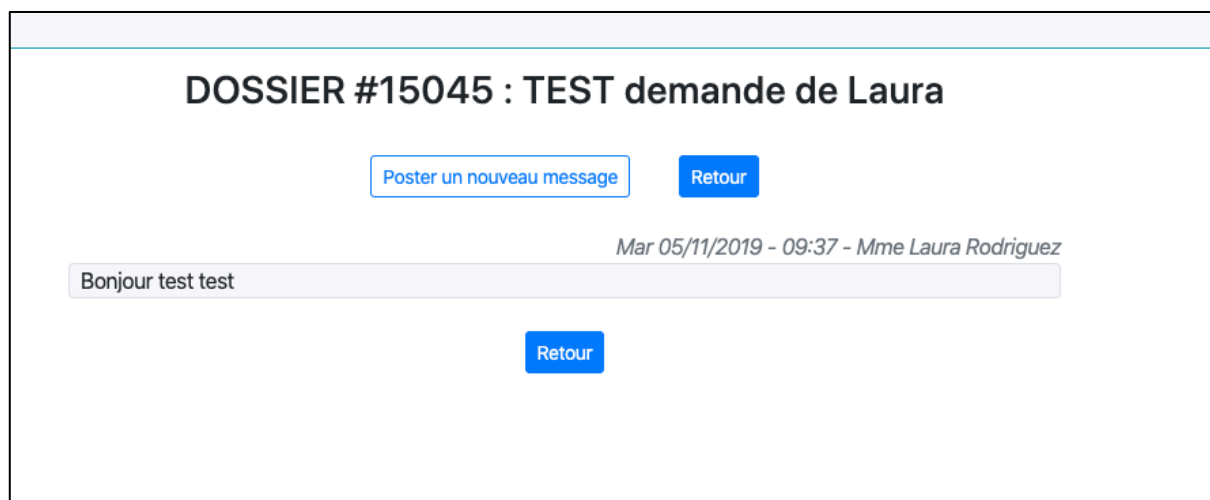 DOSSIER #15045 : TEST demande de Laura
Poster un nouveau message Retour
Mar 05/11/2019 - 09:37 - Mme Laura Rodriguez
Bonjour test test
Retour